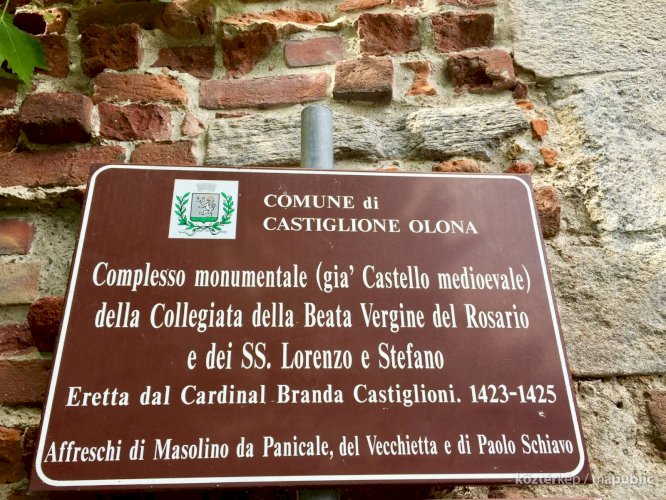 COMUNE di
CASTIGLIONE OLONA
Complesso monumentale (gia' Castello medioevale)
della Collegiata della Beata Vergine del Rosario
e dei SS. Lorenzo e Stefano
Eretta dal Cardinal Branda Castiglioni. 1423-1425
Affreschi di Masolino da Panicale, del Vecchietta e di Paolo Schiavo
köztérkép / mapublic